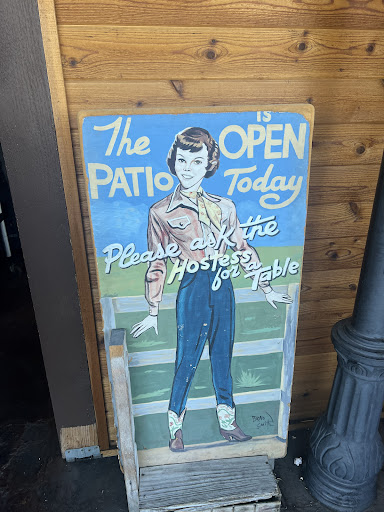 The is OPEN
PATIO Today
Please ask the
Hostess
for a
Table